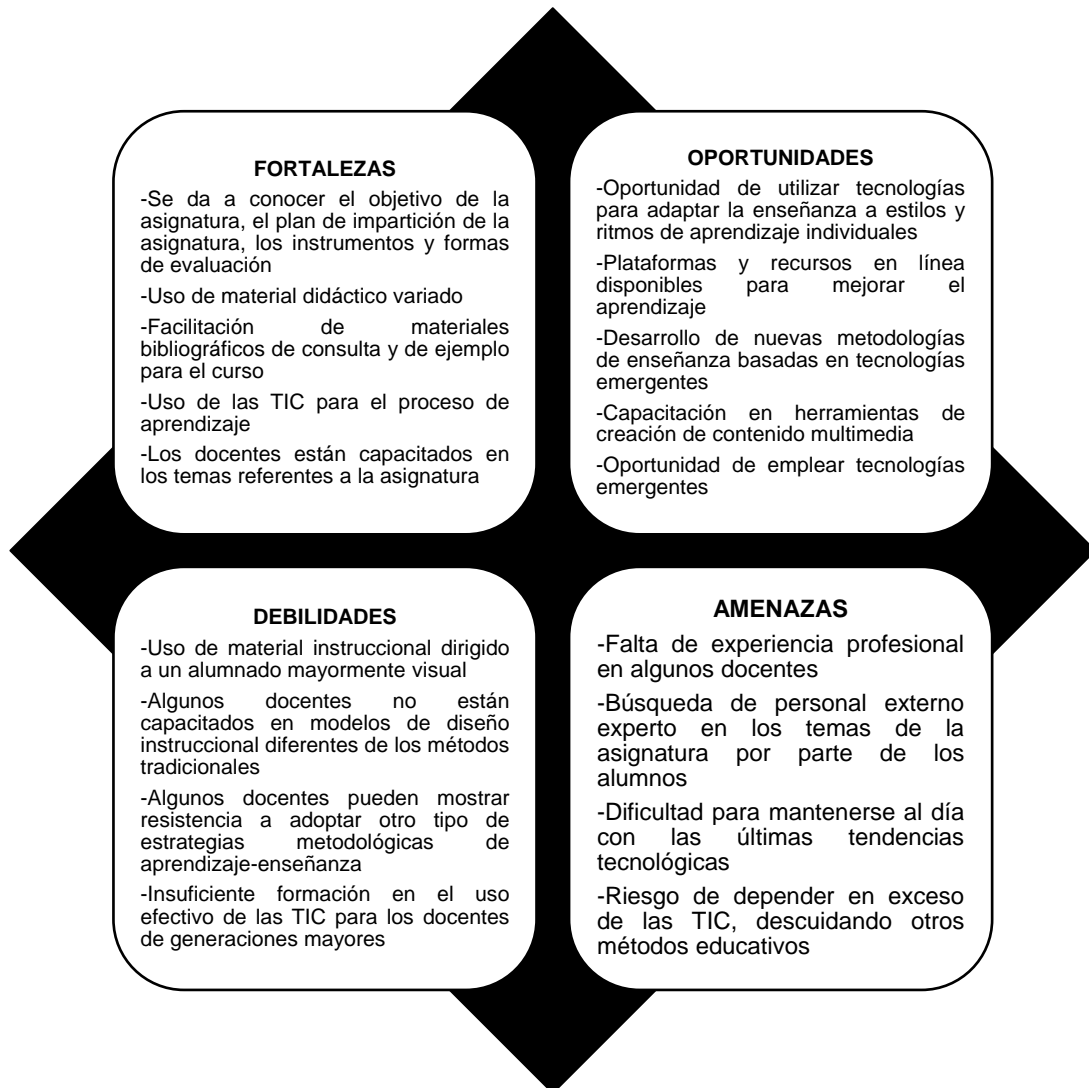 FORTALEZAS
-Se da a conocer el objetivo de la
asignatura, el plan de impartición de la
asignatura, los instrumentos y formas
de evaluación
-Uso de material didáctico variado
-Facilitación de materiales
bibliográficos de consulta y de ejemplo
para el curso
-Uso de las TIC para el proceso de
aprendizaje
-Los docentes están capacitados en
los temas referentes a la asignatura
OPORTUNIDADES
-Oportunidad de utilizar tecnologías
para adaptar la enseñanza a estilos y
ritmos de aprendizaje individuales
-Plataformas y recursos en línea
disponibles para mejorar el
aprendizaje
-Desarrollo de nuevas metodologías
de enseñanza basadas en tecnologías
emergentes
-Capacitación en herramientas de
creación de contenido multimedia
-Oportunidad de emplear tecnologías
emergentes
DEBILIDADES
-Uso de material instruccional dirigido
a un alumnado mayormente visual
-Algunos docentes no están
capacitados en modelos de diseño
instruccional diferentes de los métodos
tradicionales
-Algunos docentes pueden mostrar
resistencia a adoptar otro tipo de
estrategias metodológicas de
aprendizaje-enseñanza
-Insuficiente formación en el uso
efectivo de las TIC para los docentes
de generaciones mayores
AMENAZAS
-Falta de experiencia profesional
en algunos docentes
-Búsqueda de personal externo
experto en los temas de la
asignatura por parte de los
alumnos
-Dificultad para mantenerse al día
con las últimas tendencias
tecnológicas
-Riesgo de depender en exceso
de las TIC, descuidando otros
métodos educativos